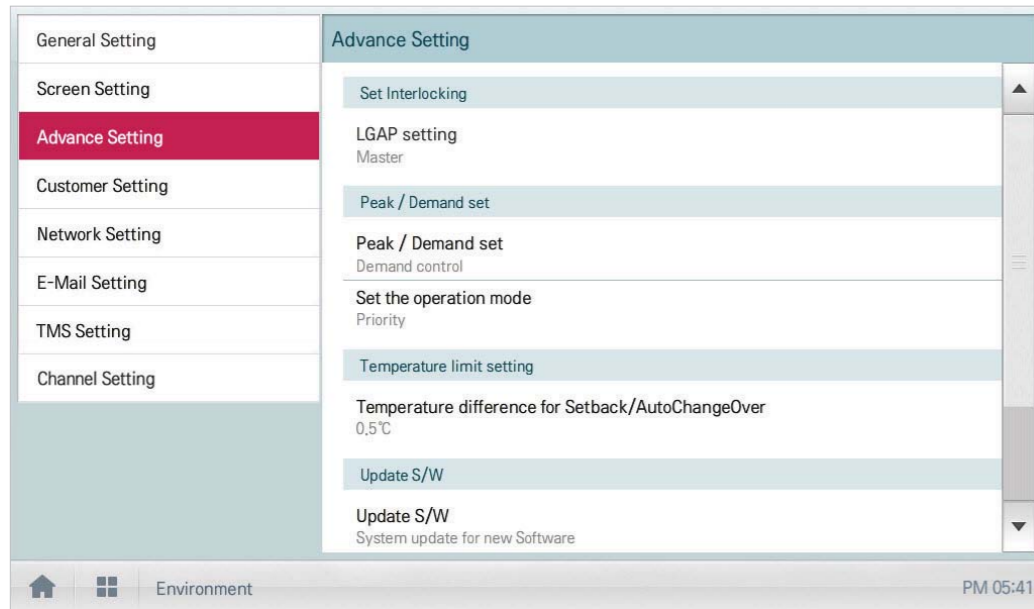 General Setting
Screen Setting
Advance Setting
Customer Setting
Network Setting
E-Mail Setting
TMS Setting
Channel Setting
Advance Setting
Set Interlocking
LGAP setting
Master
Peak / Demand set
Peak / Demand set
Demand control
Set the operation mode
Priority
Temperature limit setting
Temperature difference for Setback/AutoChangeOver
0.5℃
Update S/W
Update S/W
System update for new Software
Environment
PM 05:41